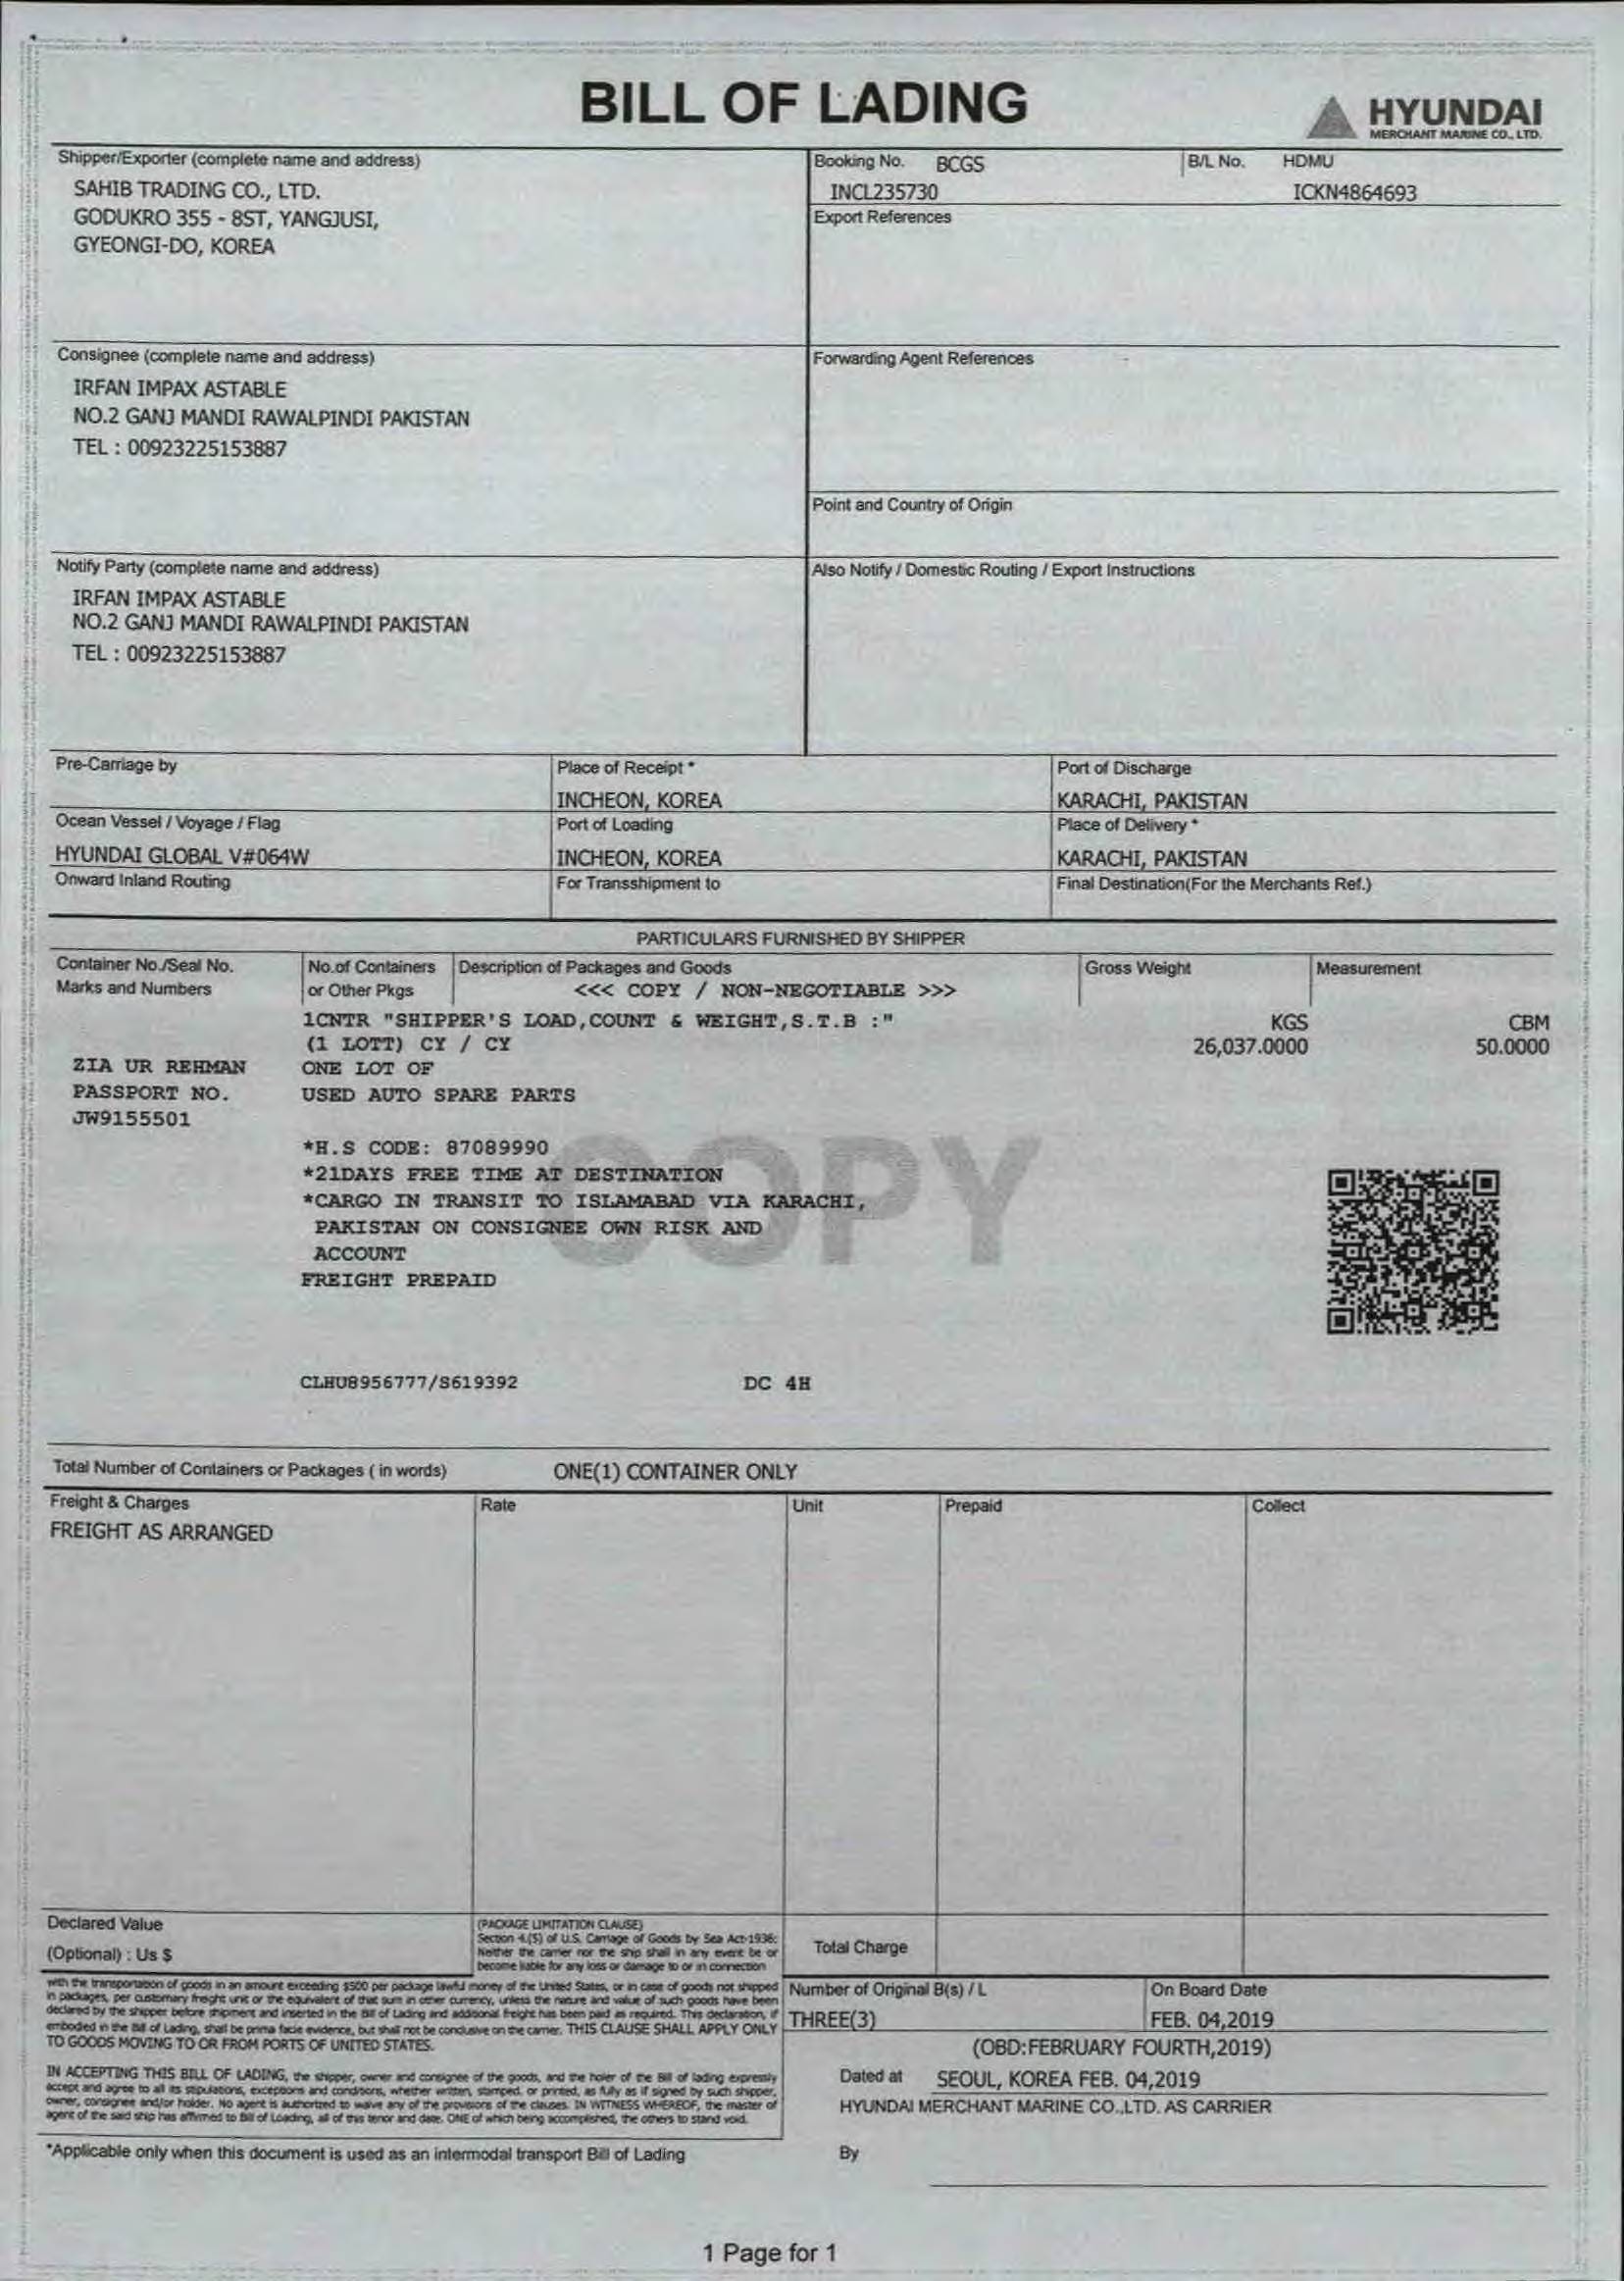 BILL OF LADING
HYUNDAI
MERCHANT MARINE CO., LTD.
Shipper/Exporter (complete name and address)
SAHIB TRADING CO., LTD.
GODUKRO 355 - 8ST, YANGJUSI,
GYEONGI-DO, KOREA
Booking No. BCGS
INCL235730
B/L No. HDMU
ICKN4864693
Export References
Consignee (complete name and address)
IRFAN IMPAX ASTABLE
NO.2 GANJ MANDI RAWALPINDI PAKISTAN
TEL : 00923225153887
Forwarding Agent References
Point and Country of Origin
Notify Party (complete name and address)
IRFAN IMPAX ASTABLE
NO.2 GANJ MANDI RAWALPINDI PAKISTAN
TEL : 00923225153887
Also Notify / Domestic Routing / Export Instructions
Pre-Carriage by
Place of Receipt *
INCHEON, KOREA
Port of Discharge
KARACHI, PAKISTAN
Ocean Vessel / Voyage / Flag
HYUNDAI GLOBAL V#064W
Port of Loading
INCHEON, KOREA
Place of Delivery *
KARACHI, PAKISTAN
Onward Inland Routing
For Transshipment to
Final Destination(For the Merchants Ref.)
PARTICULARS FURNISHED BY SHIPPER
Container No./Seal No.
Marks and Numbers
No.of Containers
or Other Pkgs
Description of Packages and Goods
<<< COPY / NON-NEGOTIABLE >>>
Gross Weight
Measurement
1CNTR "SHIPPER'S LOAD,COUNT & WEIGHT,S.T.B :" KGS CBM
(1 LOTT) CY / CY 26,037.0000 50.0000
ZIA UR REHMAN ONE LOT OF
PASSPORT NO. USED AUTO SPARE PARTS
JW9155501
COPY
*H.S CODE: 87089990
*21DAYS FREE TIME AT DESTINATION
*CARGO IN TRANSIT TO ISLAMABAD VIA KARACHI,
PAKISTAN ON CONSIGNEE OWN RISK AND
ACCOUNT
FREIGHT PREPAID
CLHU8956777/S619392 DC 4H
Total Number of Containers or Packages ( in words) ONE(1) CONTAINER ONLY
Freight & Charges Rate Unit Prepaid Collect
FREIGHT AS ARRANGED
Declared Value
(Optional) : Us $
(PACKAGE LIMITATION CLAUSE)
Section 4.(5) of U.S. Carriage of Goods by Sea Act-1936:
Neither the carrier nor the ship shall in any event be or
become liable for any loss or damage to or in connection
Total Charge
with the transportation of goods in an amount exceeding $500 per package lawful money of the United States, or in case of goods not shipped
in packages, per customary freight unit or the equivalent of that sum in other currency, unless the nature and value of such goods have been
declared by the shipper before shipment and inserted in the Bill of Lading and additional freight has been paid as required. This declaration, if
emboded in the Bill of Lading, shall be prima facie evidence, but shall not be conclusive on the carrier. THIS CLAUSE SHALL APPLY ONLY
TO GOODS MOVING TO OR FROM PORTS OF UNITED STATES.
IN ACCEPTING THIS BILL OF LADING, the shipper, owner and consignee of the goods, and the holer of the Bill of lading expressly
accept and agree to all its stipulations, exceptions and conditions, whether written, stamped, or printed, as fully as if signed by such shipper,
owner, consignee and/or holder. No agent is authorized to waive any of the provisions of the clauses. IN WITNESS WHEREOF, the master of
agent of the said ship has affirmed to Bill of Loading, all of this tenor and date. ONE of which being accomplished, the others to stand void.
Number of Original B(s) / L
THREE(3)
On Board Date
FEB. 04,2019
(OBD:FEBRUARY FOURTH,2019)
Dated at SEOUL, KOREA FEB. 04,2019
HYUNDAI MERCHANT MARINE CO.,LTD. AS CARRIER
*Applicable only when this document is used as an intermodal transport Bill of Lading
By
1 Page for 1